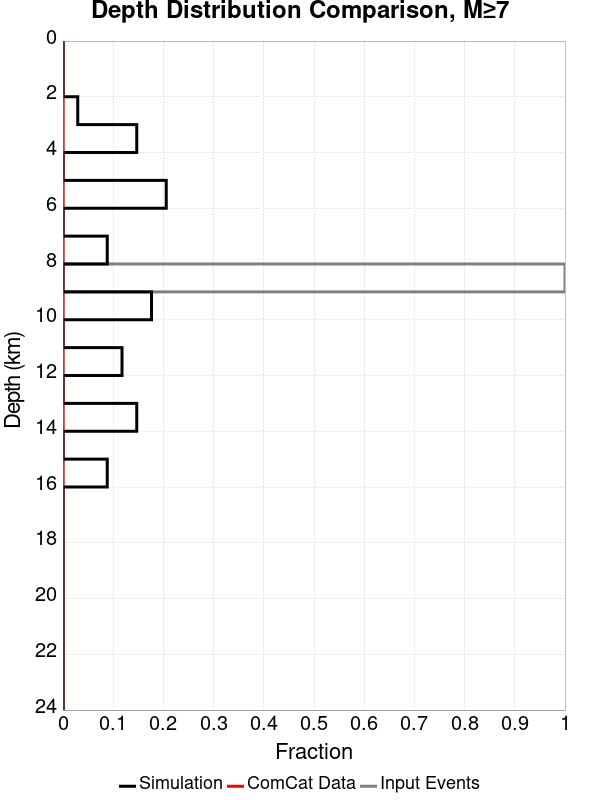 Depth Distribution Comparison, M≥7
0
2
4
6
8
10
12
14
16
18
20
22
24
Depth (km)
0 0.1 0.2 0.3 0.4 0.5 0.6 0.7 0.8 0.9 1
Fraction
Simulation ComCat Data Input Events